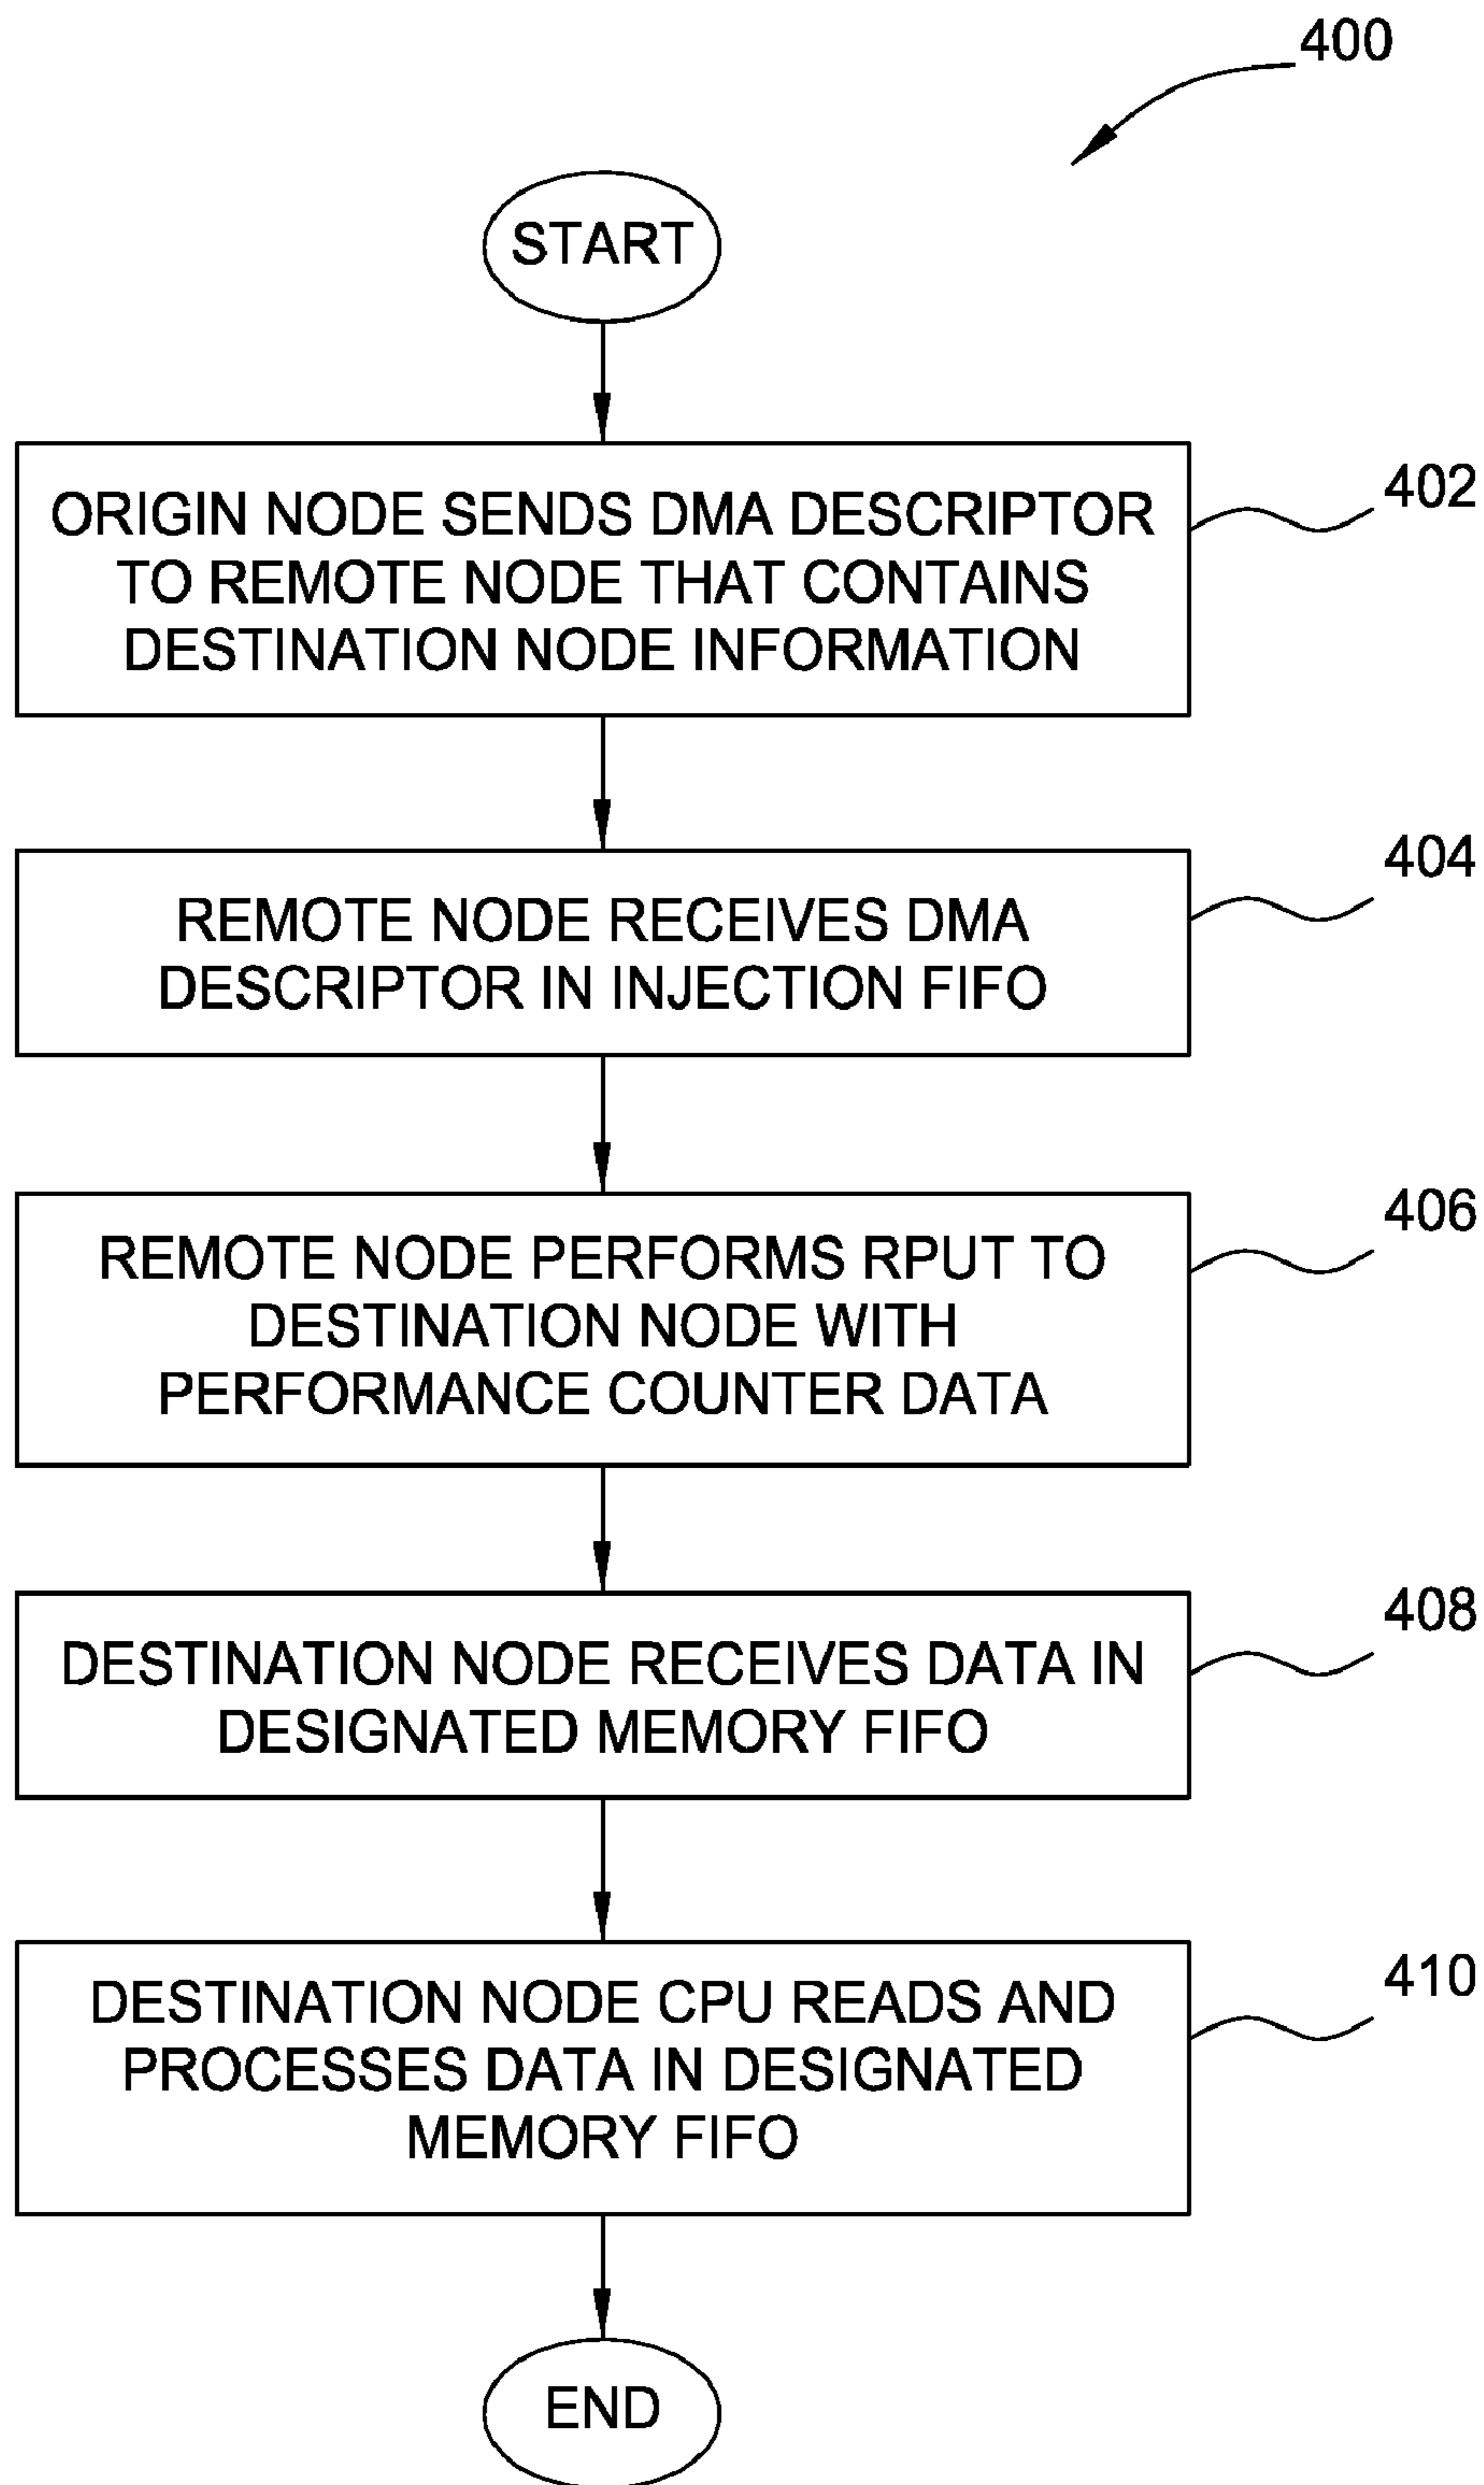 400
START
ORIGIN NODE SENDS DMA DESCRIPTOR
TO REMOTE NODE THAT CONTAINS
DESTINATION NODE INFORMATION
402
REMOTE NODE RECEIVES DMA
DESCRIPTOR IN INJECTION FIFO
404
REMOTE NODE PERFORMS RPUT TO
DESTINATION NODE WITH
PERFORMANCE COUNTER DATA
406
DESTINATION NODE RECEIVES DATA IN
DESIGNATED MEMORY FIFO
408
DESTINATION NODE CPU READS AND
PROCESSES DATA IN DESIGNATED
MEMORY FIFO
410
END